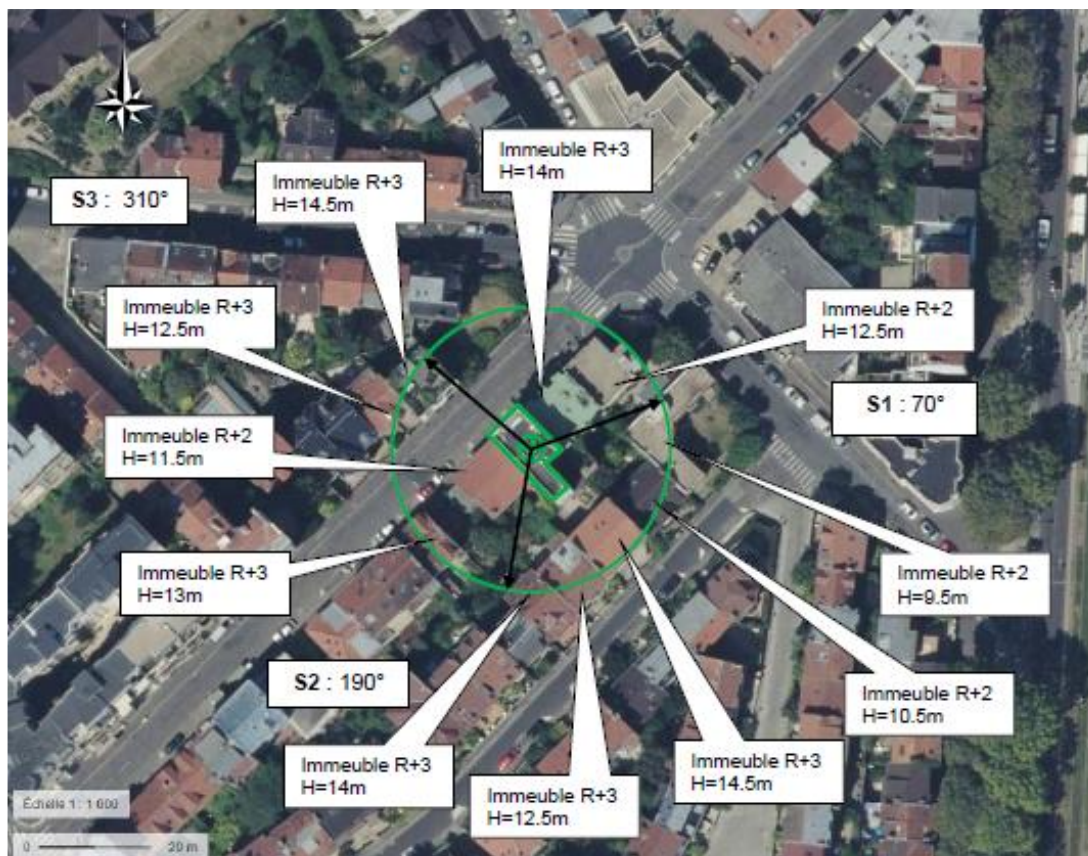 Immeuble R+3
H=14m
Immeuble R+3
H=14.5m
S3 : 310°
Immeuble R+3
H=12.5m
Immeuble R+2
H=12.5m
S1 : 70°
Immeuble R+2
H=11.5m
Immeuble R+3
H=13m
Immeuble R+2
H=9.5m
S2 : 190°
Immeuble R+2
H=10.5m
Immeuble R+3
H=14m
Immeuble R+3
H=14.5m
Immeuble R+3
H=12.5m
Échelle 1 : 1 000
0 20 m